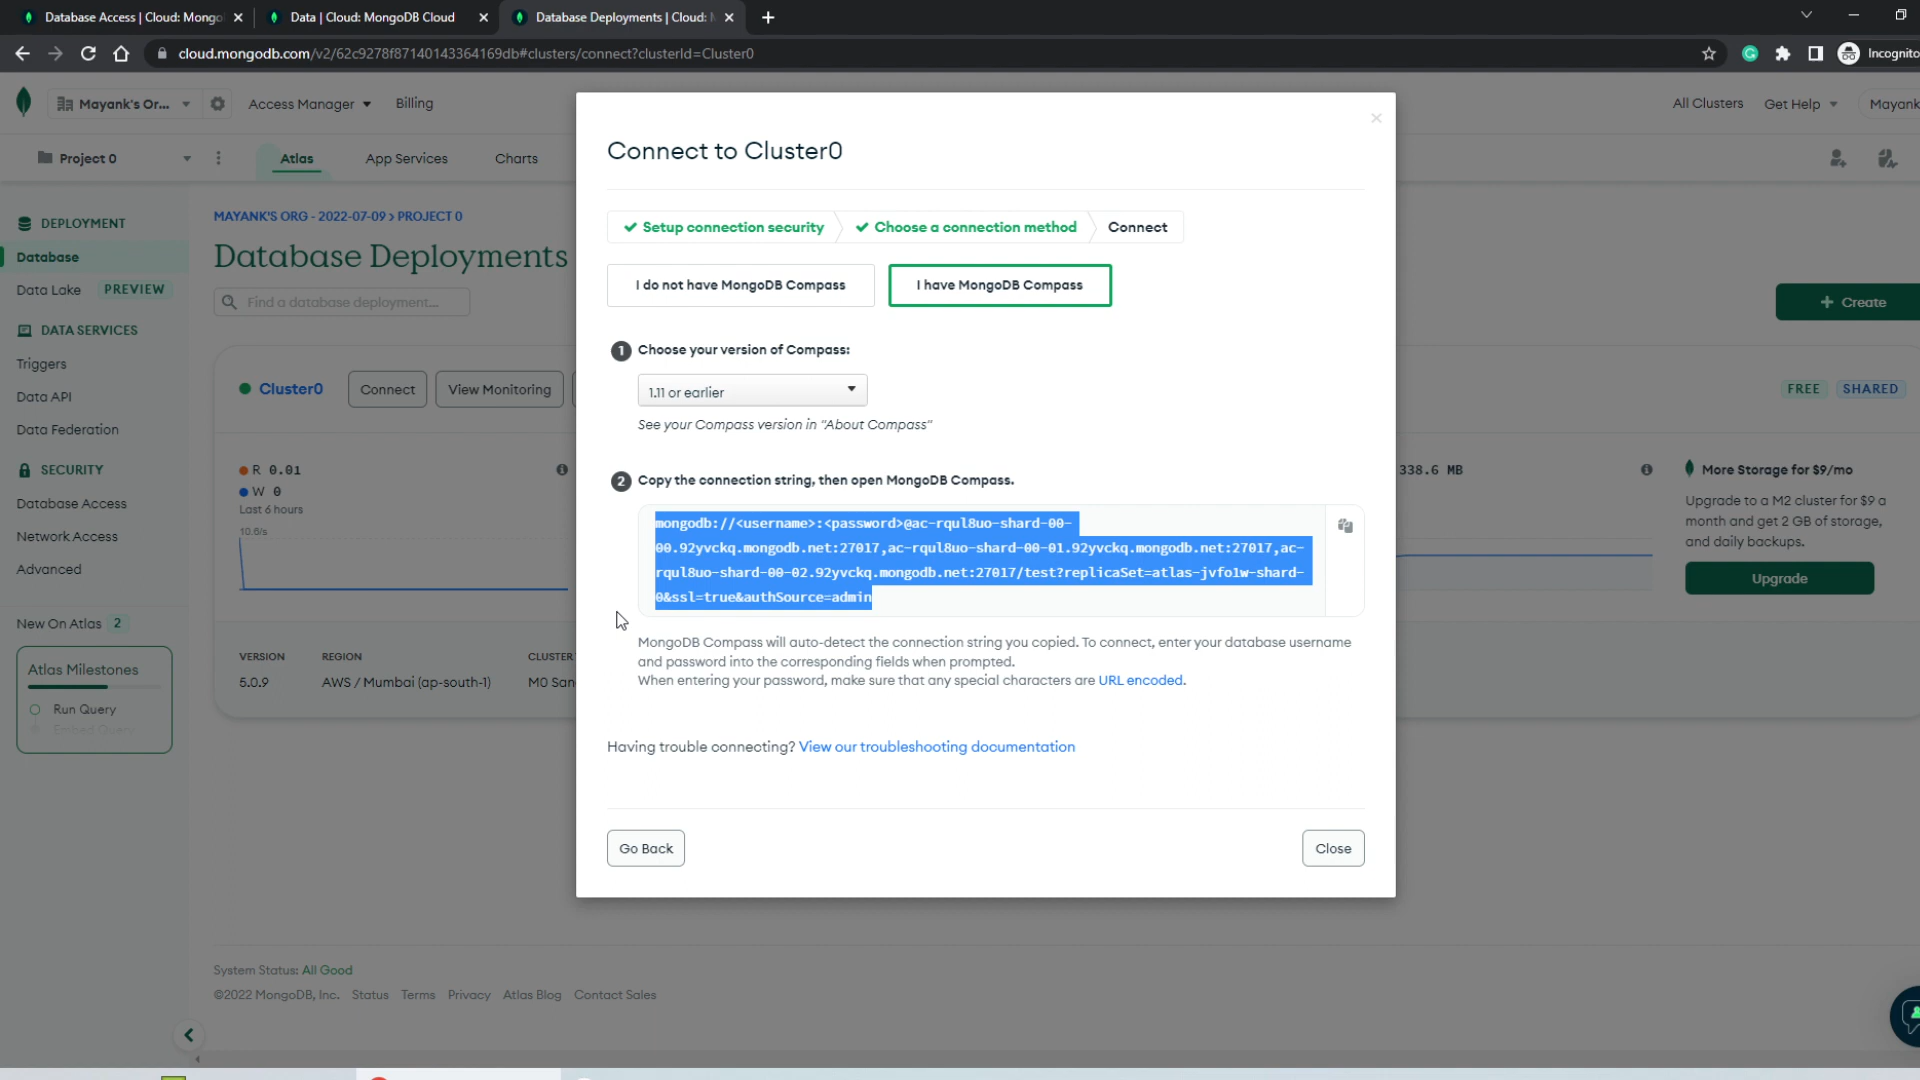 Database Access | Cloud: Mongo
Data | Cloud: MongoDB Cloud
Database Deployments | Cloud:
cloud.mongodb.com/v2/62c9278f87140143364169db#clusters/connect?clusterId=Cluster0
Incognito
Mayank's Or...
Access Manager
Billing
All Clusters
Get Help
Mayank
Project 0
Atlas
App Services
Charts
DEPLOYMENT
Database
Data Lake PREVIEW
DATA SERVICES
Triggers
Data API
Data Federation
SECURITY
Database Access
Network Access
Advanced
New On Atlas 2
Atlas Milestones
Run Query
Embed Query
MAYANK'S ORG - 2022-07-09 > PROJECT 0
Database Deployments
Find a database deployment...
+ Create
Cluster0
Connect
View Monitoring
FREE
SHARED
R 0.01
W 0
Last 6 hours
10.6/s
338.6 MB
More Storage for $9/mo
Upgrade to a M2 cluster for $9 a
month and get 2 GB of storage,
and daily backups.
Upgrade
VERSION
REGION
CLUSTER
5.0.9
AWS / Mumbai (ap-south-1)
M0 San
Connect to Cluster0
Setup connection security
Choose a connection method
Connect
I do not have MongoDB Compass
I have MongoDB Compass
1 Choose your version of Compass:
1.11 or earlier
See your Compass version in "About Compass"
2 Copy the connection string, then open MongoDB Compass.
mongodb://<username>:<password>@ac-rqul8uo-shard-00-
00.92yvckq.mongodb.net:27017,ac-rqul8uo-shard-00-01.92yvckq.mongodb.net:27017,ac-
rqul8uo-shard-00-02.92yvckq.mongodb.net:27017/test?replicaSet=atlas-jvfo1w-shard-
0&ssl=true&authSource=admin
MongoDB Compass will auto-detect the connection string you copied. To connect, enter your database username
and password into the corresponding fields when prompted.
When entering your password, make sure that any special characters are URL encoded.
Having trouble connecting? View our troubleshooting documentation
Go Back
Close
System Status: All Good
©2022 MongoDB, Inc. Status Terms Privacy Atlas Blog Contact Sales